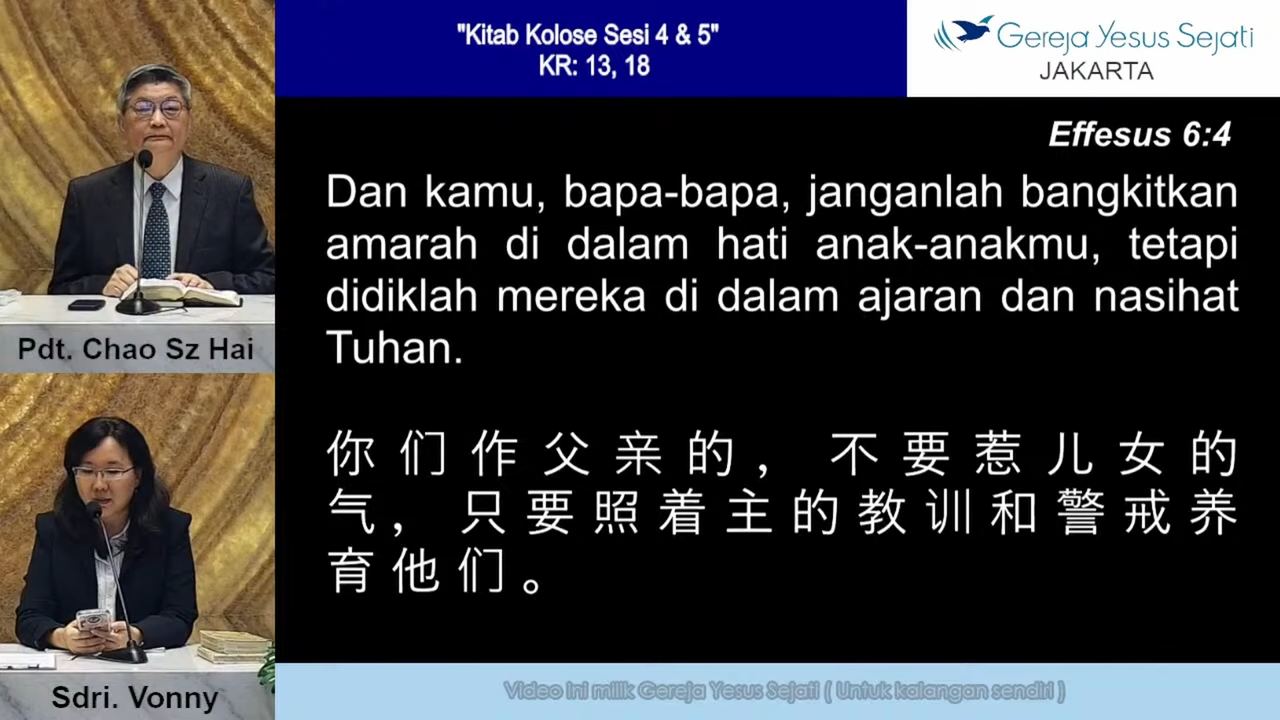 "Kitab Kolose Sesi 4 & 5"
KR: 13, 18
Gereja Yesus Sejati
JAKARTA
Effesus 6:4
Dan kamu, bapa-bapa, janganlah bangkitkan
amarah di dalam hati anak-anakmu, tetapi
didiklah mereka di dalam ajaran dan nasihat
Tuhan.
你们作父亲的，不要惹儿女的
气，只要照着主的教训和警戒养
育他们。
Pdt. Chao Sz Hai
Sdri. Vonny
Video ini milik Gereja Yesus Sejati ( Untuk kalangan sendiri )